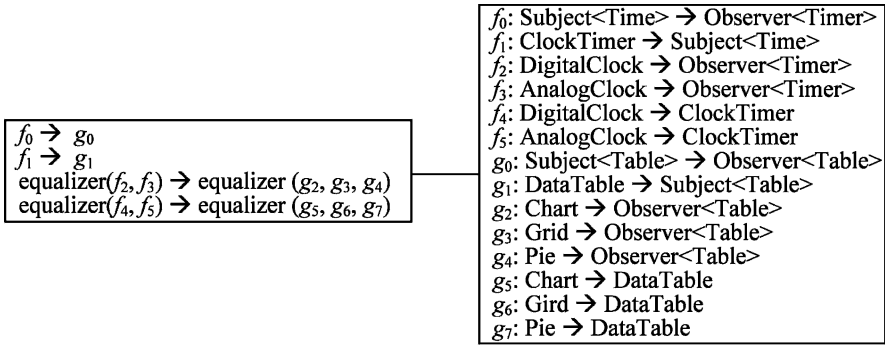 f₀ → g₀
f₁ → g₁
equalizer(f₂, f₃) → equalizer (g₂, g₃, g₄)
equalizer(f₄, f₅) → equalizer (g₅, g₆, g₇)
f₀: Subject<Time> → Observer<Timer>
f₁: ClockTimer → Subject<Time>
f₂: DigitalClock → Observer<Timer>
f₃: AnalogClock → Observer<Timer>
f₄: DigitalClock → ClockTimer
f₅: AnalogClock → ClockTimer
g₀: Subject<Table> → Observer<Table>
g₁: DataTable → Subject<Table>
g₂: Chart → Observer<Table>
g₃: Grid → Observer<Table>
g₄: Pie → Observer<Table>
g₅: Chart → DataTable
g₆: Gird → DataTable
g₇: Pie → DataTable